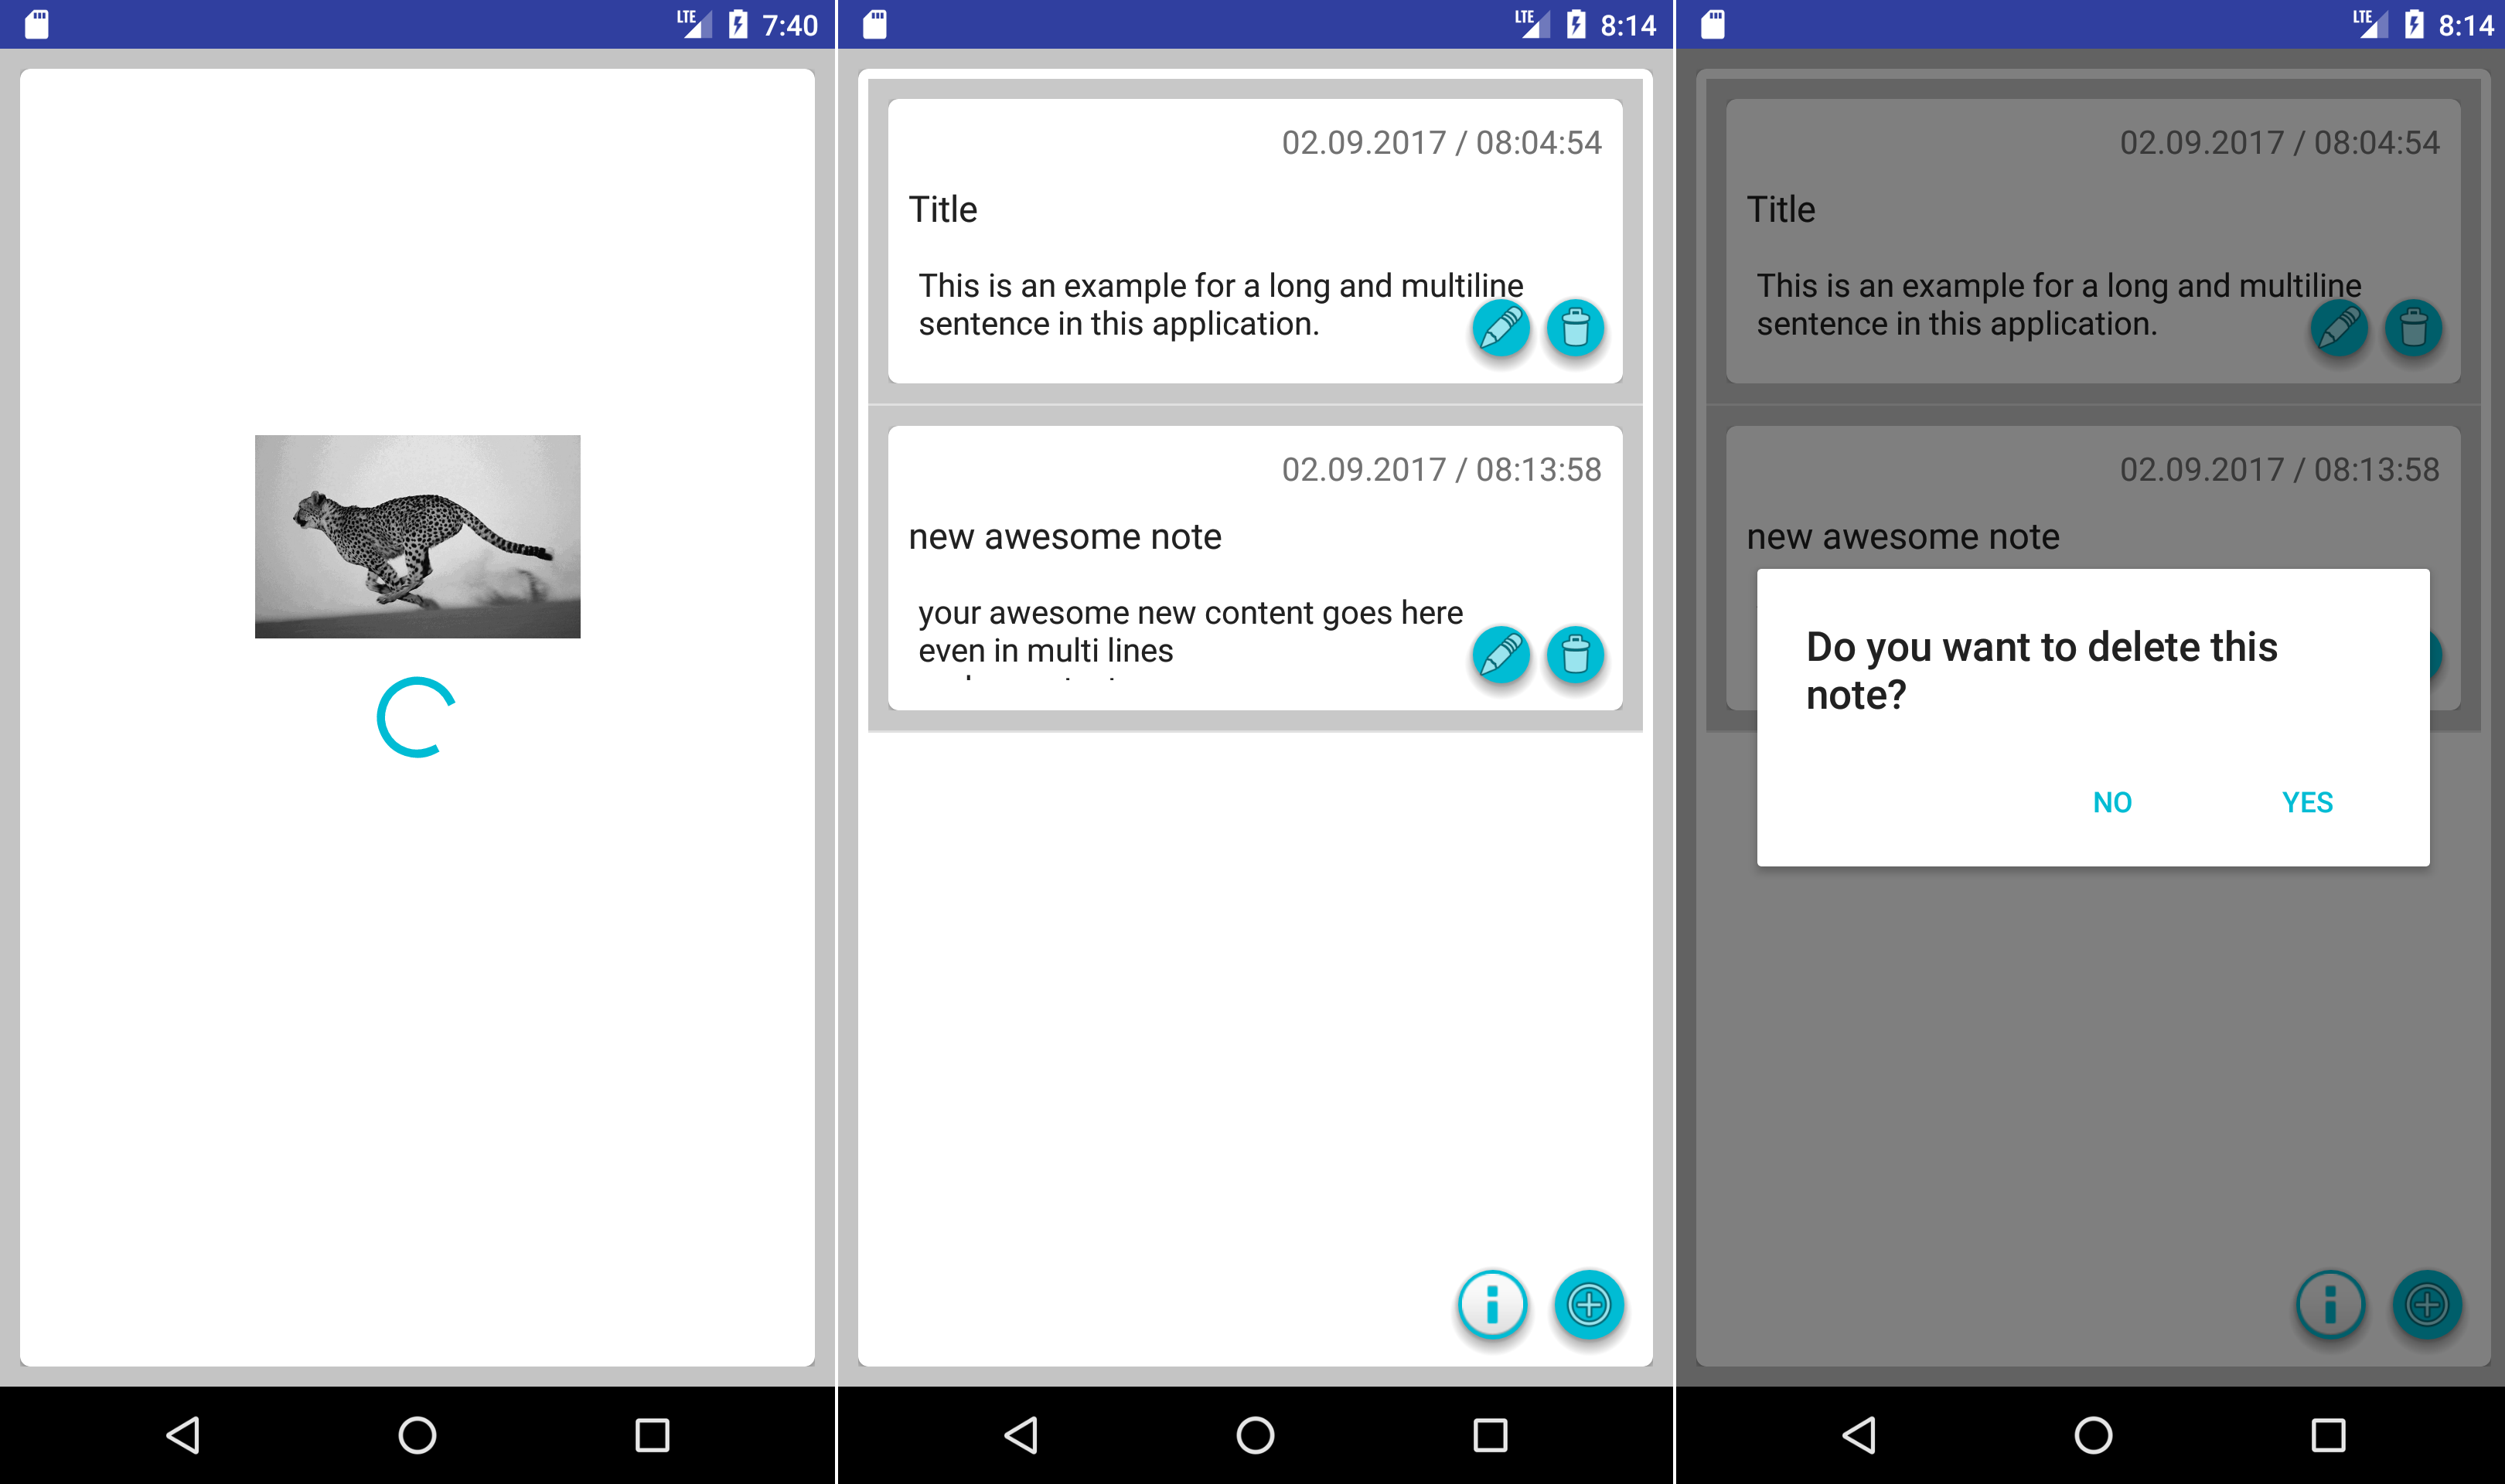 LTE 7:40
LTE 8:14
02.09.2017 / 08:04:54
Title
This is an example for a long and multiline
sentence in this application.
02.09.2017 / 08:13:58
new awesome note
your awesome new content goes here
even in multi lines
LTE 8:14
02.09.2017 / 08:04:54
Title
This is an example for a long and multiline
sentence in this application.
02.09.2017 / 08:13:58
new awesome note
Do you want to delete this
note?
NO YES